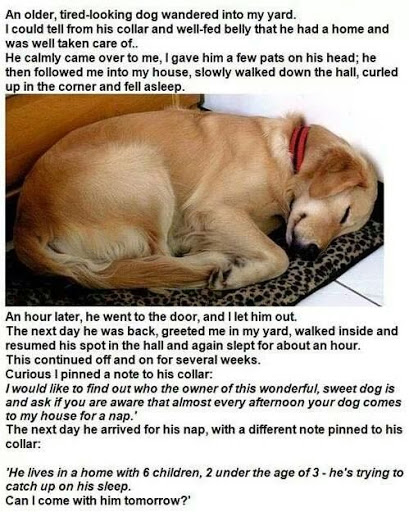 An older, tired-looking dog wandered into my yard.
I could tell from his collar and well-fed belly that he had a home and
was well taken care of..
He calmly came over to me, I gave him a few pats on his head; he
then followed me into my house, slowly walked down the hall, curled
up in the corner and fell asleep.
An hour later, he went to the door, and I let him out.
The next day he was back, greeted me in my yard, walked inside and
resumed his spot in the hall and again slept for about an hour.
This continued off and on for several weeks.
Curious I pinned a note to his collar:
I would like to find out who the owner of this wonderful, sweet dog is
and ask if you are aware that almost every afternoon your dog comes
to my house for a nap.'
The next day he arrived for his nap, with a different note pinned to his
collar:
'He lives in a home with 6 children, 2 under the age of 3 - he's trying to
catch up on his sleep.
Can I come with him tomorrow?'